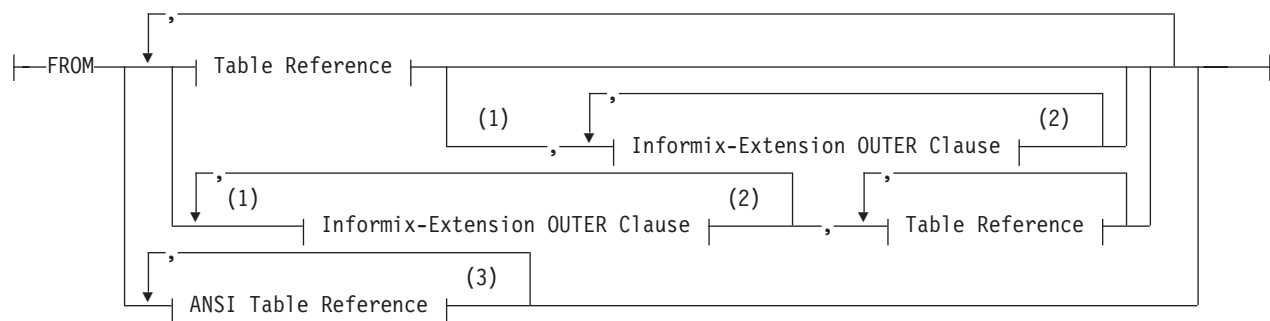 ,
FROM Table Reference
,
(1) (2)
, Informix-Extension OUTER Clause
, ,
(1) (2)
Informix-Extension OUTER Clause , Table Reference
,
(3)
ANSI Table Reference